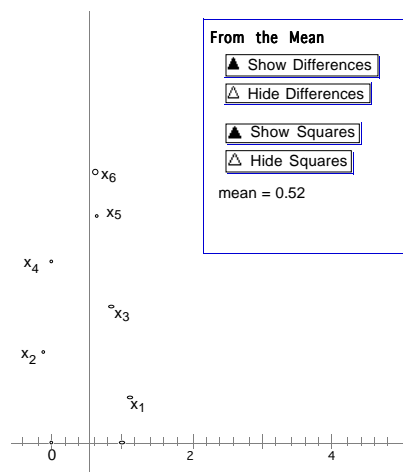 From the Mean
Show Differences
Hide Differences
Show Squares
Hide Squares
mean = 0.52
x6
x5
x4
x3
x2
x1
0 2 4